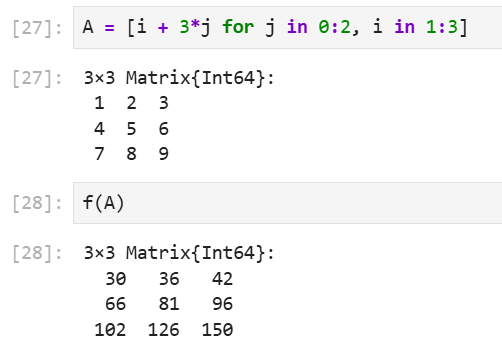 [27]: A = [i + 3*j for j in 0:2, i in 1:3]
[27]: 3×3 Matrix{Int64}:
1 2 3
4 5 6
7 8 9
[28]: f(A)
[28]: 3×3 Matrix{Int64}:
30 36 42
66 81 96
102 126 150